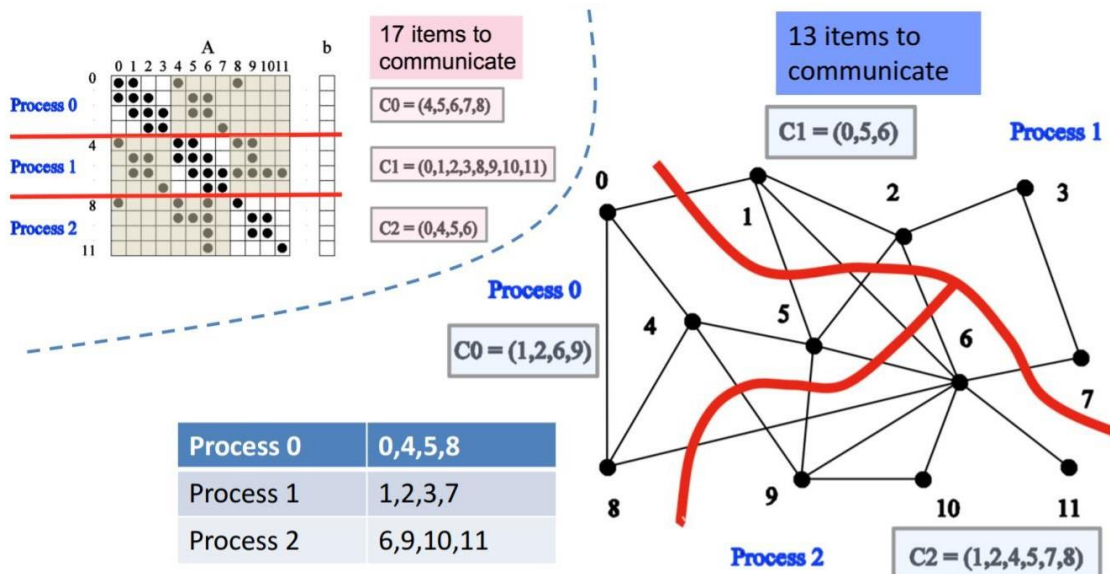 17 items to
communicate
A
b
0 1 2 3 4 5 6 7 8 9 10 11
0
Process 0
C0 = (4,5,6,7,8)
4
Process 1
C1 = (0,1,2,3,8,9,10,11)
8
Process 2
C2 = (0,4,5,6)
11
13 items to
communicate
C1 = (0,5,6)
Process 1
0
1
2
3
Process 0
4
5
6
C0 = (1,2,6,9)
7
8
9
10
11
Process 2
C2 = (1,2,4,5,7,8)
Process 0 0,4,5,8
Process 1 1,2,3,7
Process 2 6,9,10,11